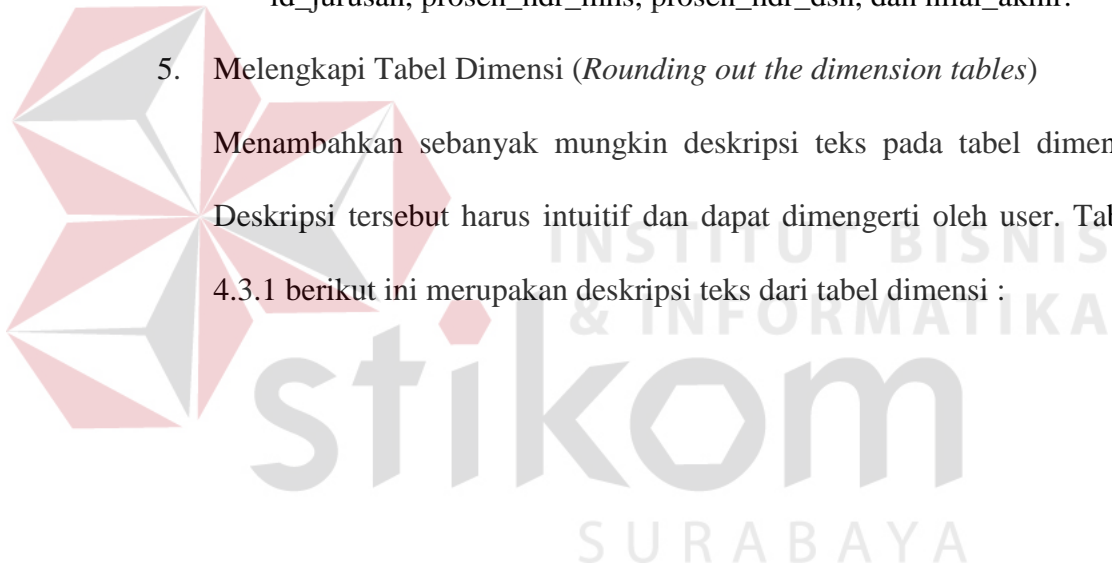 id_jurusan, prosen_hdr_mhs, prosen_hdr_dsn, dan nilai_akhir.
5. Melengkapi Tabel Dimensi (Rounding out the dimension tables)
Menambahkan sebanyak mungkin deskripsi teks pada tabel dimen
Deskripsi tersebut harus intuitif dan dapat dimengerti oleh user. Tab
4.3.1 berikut ini merupakan deskripsi teks dari tabel dimensi :
INSTITUT BISNIS
& INFORMATIKA
stikom
SURABAYA